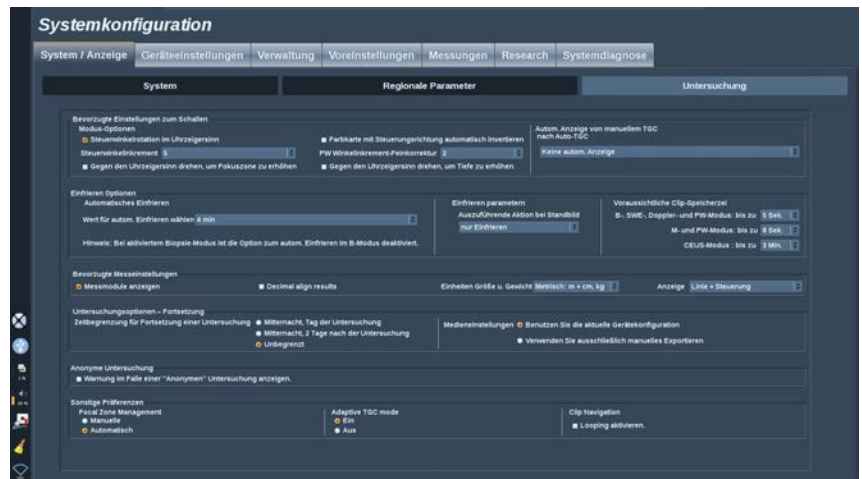 Systemkonfiguration
System / Anzeige Geräteeinstellungen Verwaltung Voreinstellungen Messungen Research Systemdiagnose
System Regionale Parameter Untersuchung
Bevorzugte Einstellungen zum Schallen
Modus-Optionen
Steuerwinkelrotation im Uhrzeigersinn
Farbkarte mit Steuerungsrichtung automatisch invertieren
Steuerwinkelinkrement 5
PW Winkelinkrement-Feinkorrektur 2
Gegen den Uhrzeigersinn drehen, um Fokuszone zu erhöhen
Gegen den Uhrzeigersinn drehen, um Tiefe zu erhöhen
Autom. Anzeige von manuellem TGC
nach Auto-TGC
Keine autom. Anzeige
Einfrieren Optionen
Automatisches Einfrieren
Wert für autom. Einfrieren wählen 4 min
Hinweis: Bei aktiviertem Biopsie-Modus ist die Option zum autom. Einfrieren im B-Modus deaktiviert.
Einfrieren parametern
Auszuführende Aktion bei Standbild
nur Einfrieren
Voraussichtliche Clip-Speicherzel
B-, SWE-, Doppler- und PW-Modus: bis zu 5 Sek.
M- und PW-Modus: bis zu 8 Sek.
CEUS-Modus : bis zu 3 Min.
Bevorzugte Messeinstellungen
Messmodule anzeigen
Decimal align results
Einheiten Größe u. Gewicht Metrisch: m + cm, kg
Anzeige Linie + Steuerung
Untersuchungsoptionen – Fortsetzung
Zeitbegrenzung für Fortsetzung einer Untersuchung
Mitternacht, Tag der Untersuchung
Mitternacht, 2 Tage nach der Untersuchung
Unbegrenzt
Medieneinstellungen
Benutzen Sie die aktuelle Gerätekonfiguration
Verwenden Sie ausschließlich manuelles Exportieren
Anonyme Untersuchung
Warnung im Falle einer "Anonymen" Untersuchung anzeigen.
Sonstige Präferenzen
Focal Zone Management
Manuelle
Automatisch
Adaptive TGC mode
Ein
Aus
Clip Navigation
Looping aktivieren.